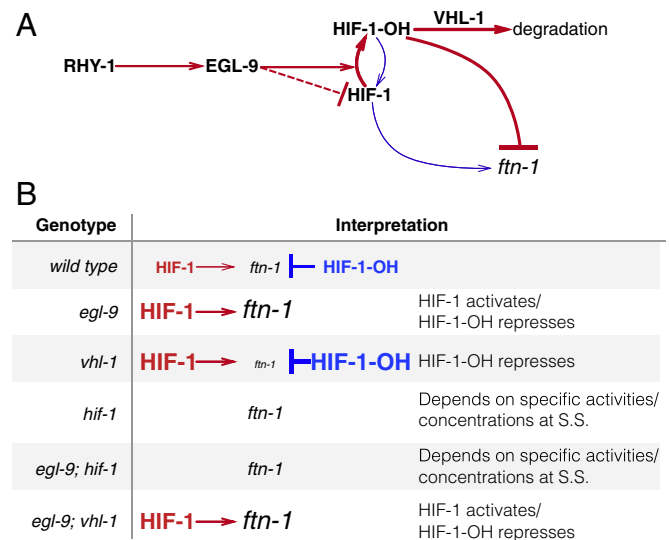 A
HIF-1-OH VHL-1 degradation
RHY-1 EGL-9
HIF-1
ftn-1
B
Genotype Interpretation
wild type HIF-1 ftn-1 HIF-1-OH
egl-9 HIF-1 ftn-1 HIF-1 activates/
HIF-1-OH represses
vhl-1 HIF-1 ftn-1 HIF-1-OH HIF-1-OH represses
hif-1 ftn-1 Depends on specific activities/
concentrations at S.S.
egl-9; hif-1 ftn-1 Depends on specific activities/
concentrations at S.S.
egl-9; vhl-1 HIF-1 ftn-1 HIF-1 activates/
HIF-1-OH represses